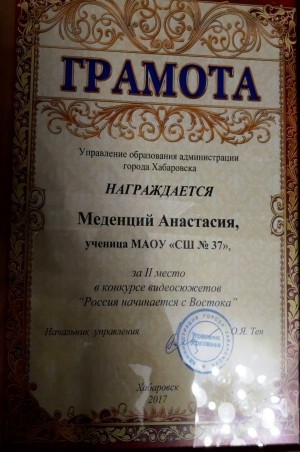 ГРАМОТА
Управление образования администрации
города Хабаровска
НАГРАЖДАЕТСЯ
Меденций Анастасия,
ученица МАОУ «СШ № 37»,
за II место
в конкурсе видеосюжетов
"Россия начинается с Востока"
Начальник управления О.Я. Тен
Хабаровск
2017